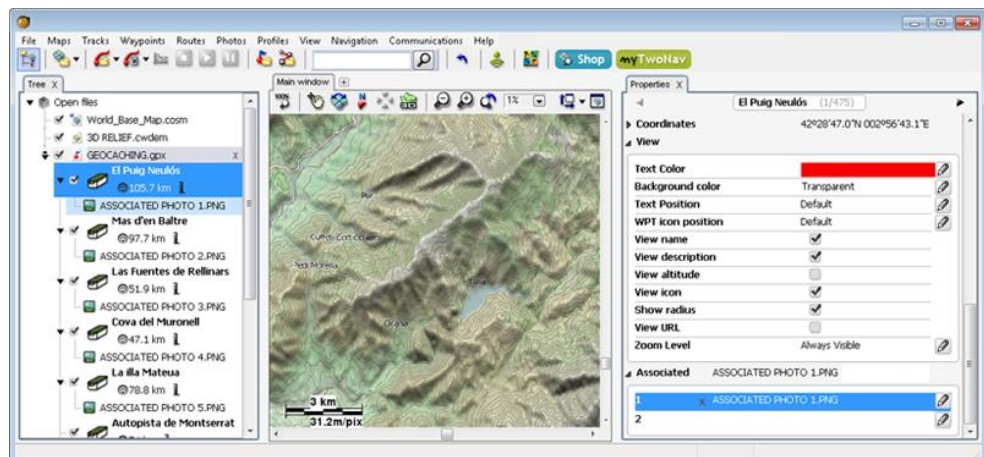 File Maps Tracks Waypoints Routes Photos Profiles View Navigation Communications Help
Shop
myTwoNav
Tree X
Open files
World_Base_Map.cosm
3D RELIEF.cwdem
GEOCACHING.gpx x
El Puig Neulós
105.7 km
ASSOCIATED PHOTO 1.PNG
Mas d'en Baltre
97.7 km
ASSOCIATED PHOTO 2.PNG
Las Fuentes de Rellinars
51.9 km
ASSOCIATED PHOTO 3.PNG
Cova del Muronell
47.1 km
ASSOCIATED PHOTO 4.PNG
La illa Mateua
78.8 km
ASSOCIATED PHOTO 5.PNG
Autopista de Montserrat
Main window
100%
1%
3 km
31.2m/pix
Properties X
El Puig Neulós (1/475)
Coordinates 42º28'47.0"N 002º56'43.1"E
View
Text Color
Background color Transparent
Text Position Default
WPT icon position Default
View name
View description
View altitude
View icon
Show radius
View URL
Zoom Level Always Visible
Associated ASSOCIATED PHOTO 1.PNG
1 x ASSOCIATED PHOTO 1.PNG
2